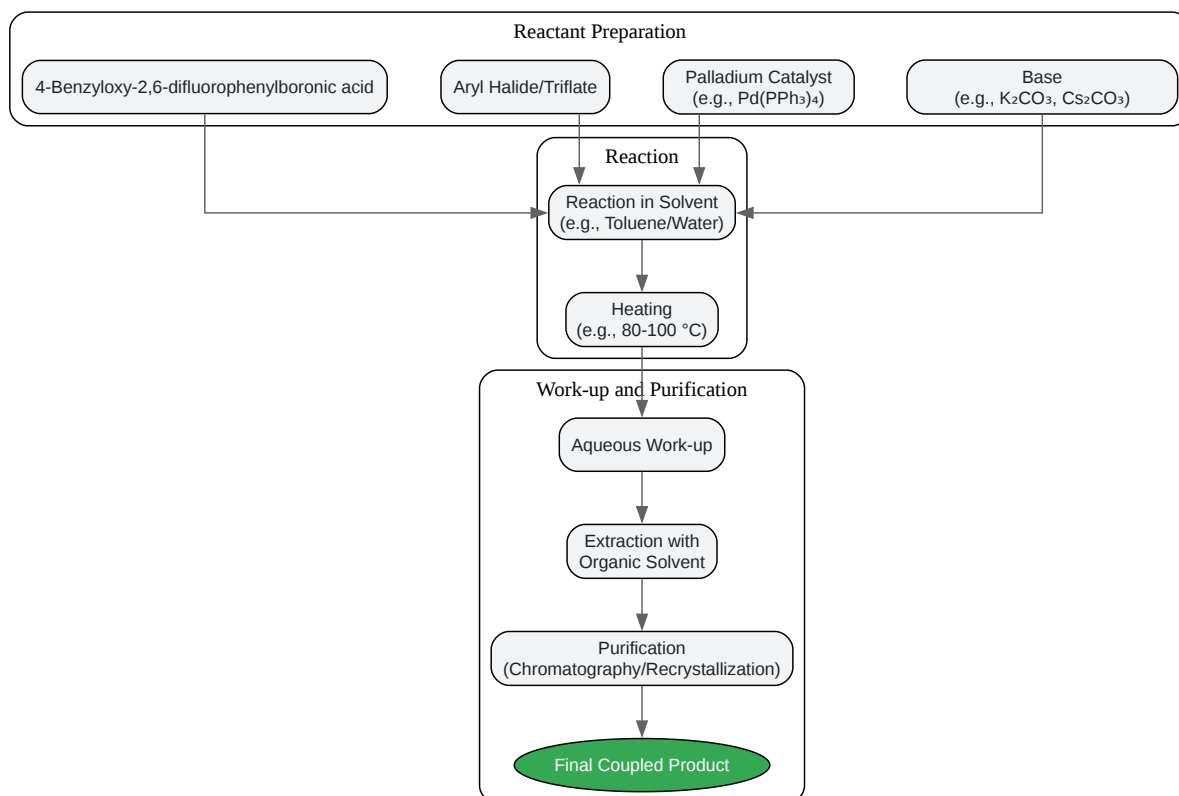 Reactant Preparation
4-Benzyloxy-2,6-difluorophenylboronic acid
Aryl Halide/Triflate
Palladium Catalyst
(e.g., Pd(PPh₃)₄)
Base
(e.g., K₂CO₃, Cs₂CO₃)
Reaction
Reaction in Solvent
(e.g., Toluene/Water)
Heating
(e.g., 80-100 °C)
Work-up and Purification
Aqueous Work-up
Extraction with
Organic Solvent
Purification
(Chromatography/Recrystallization)
Final Coupled Product